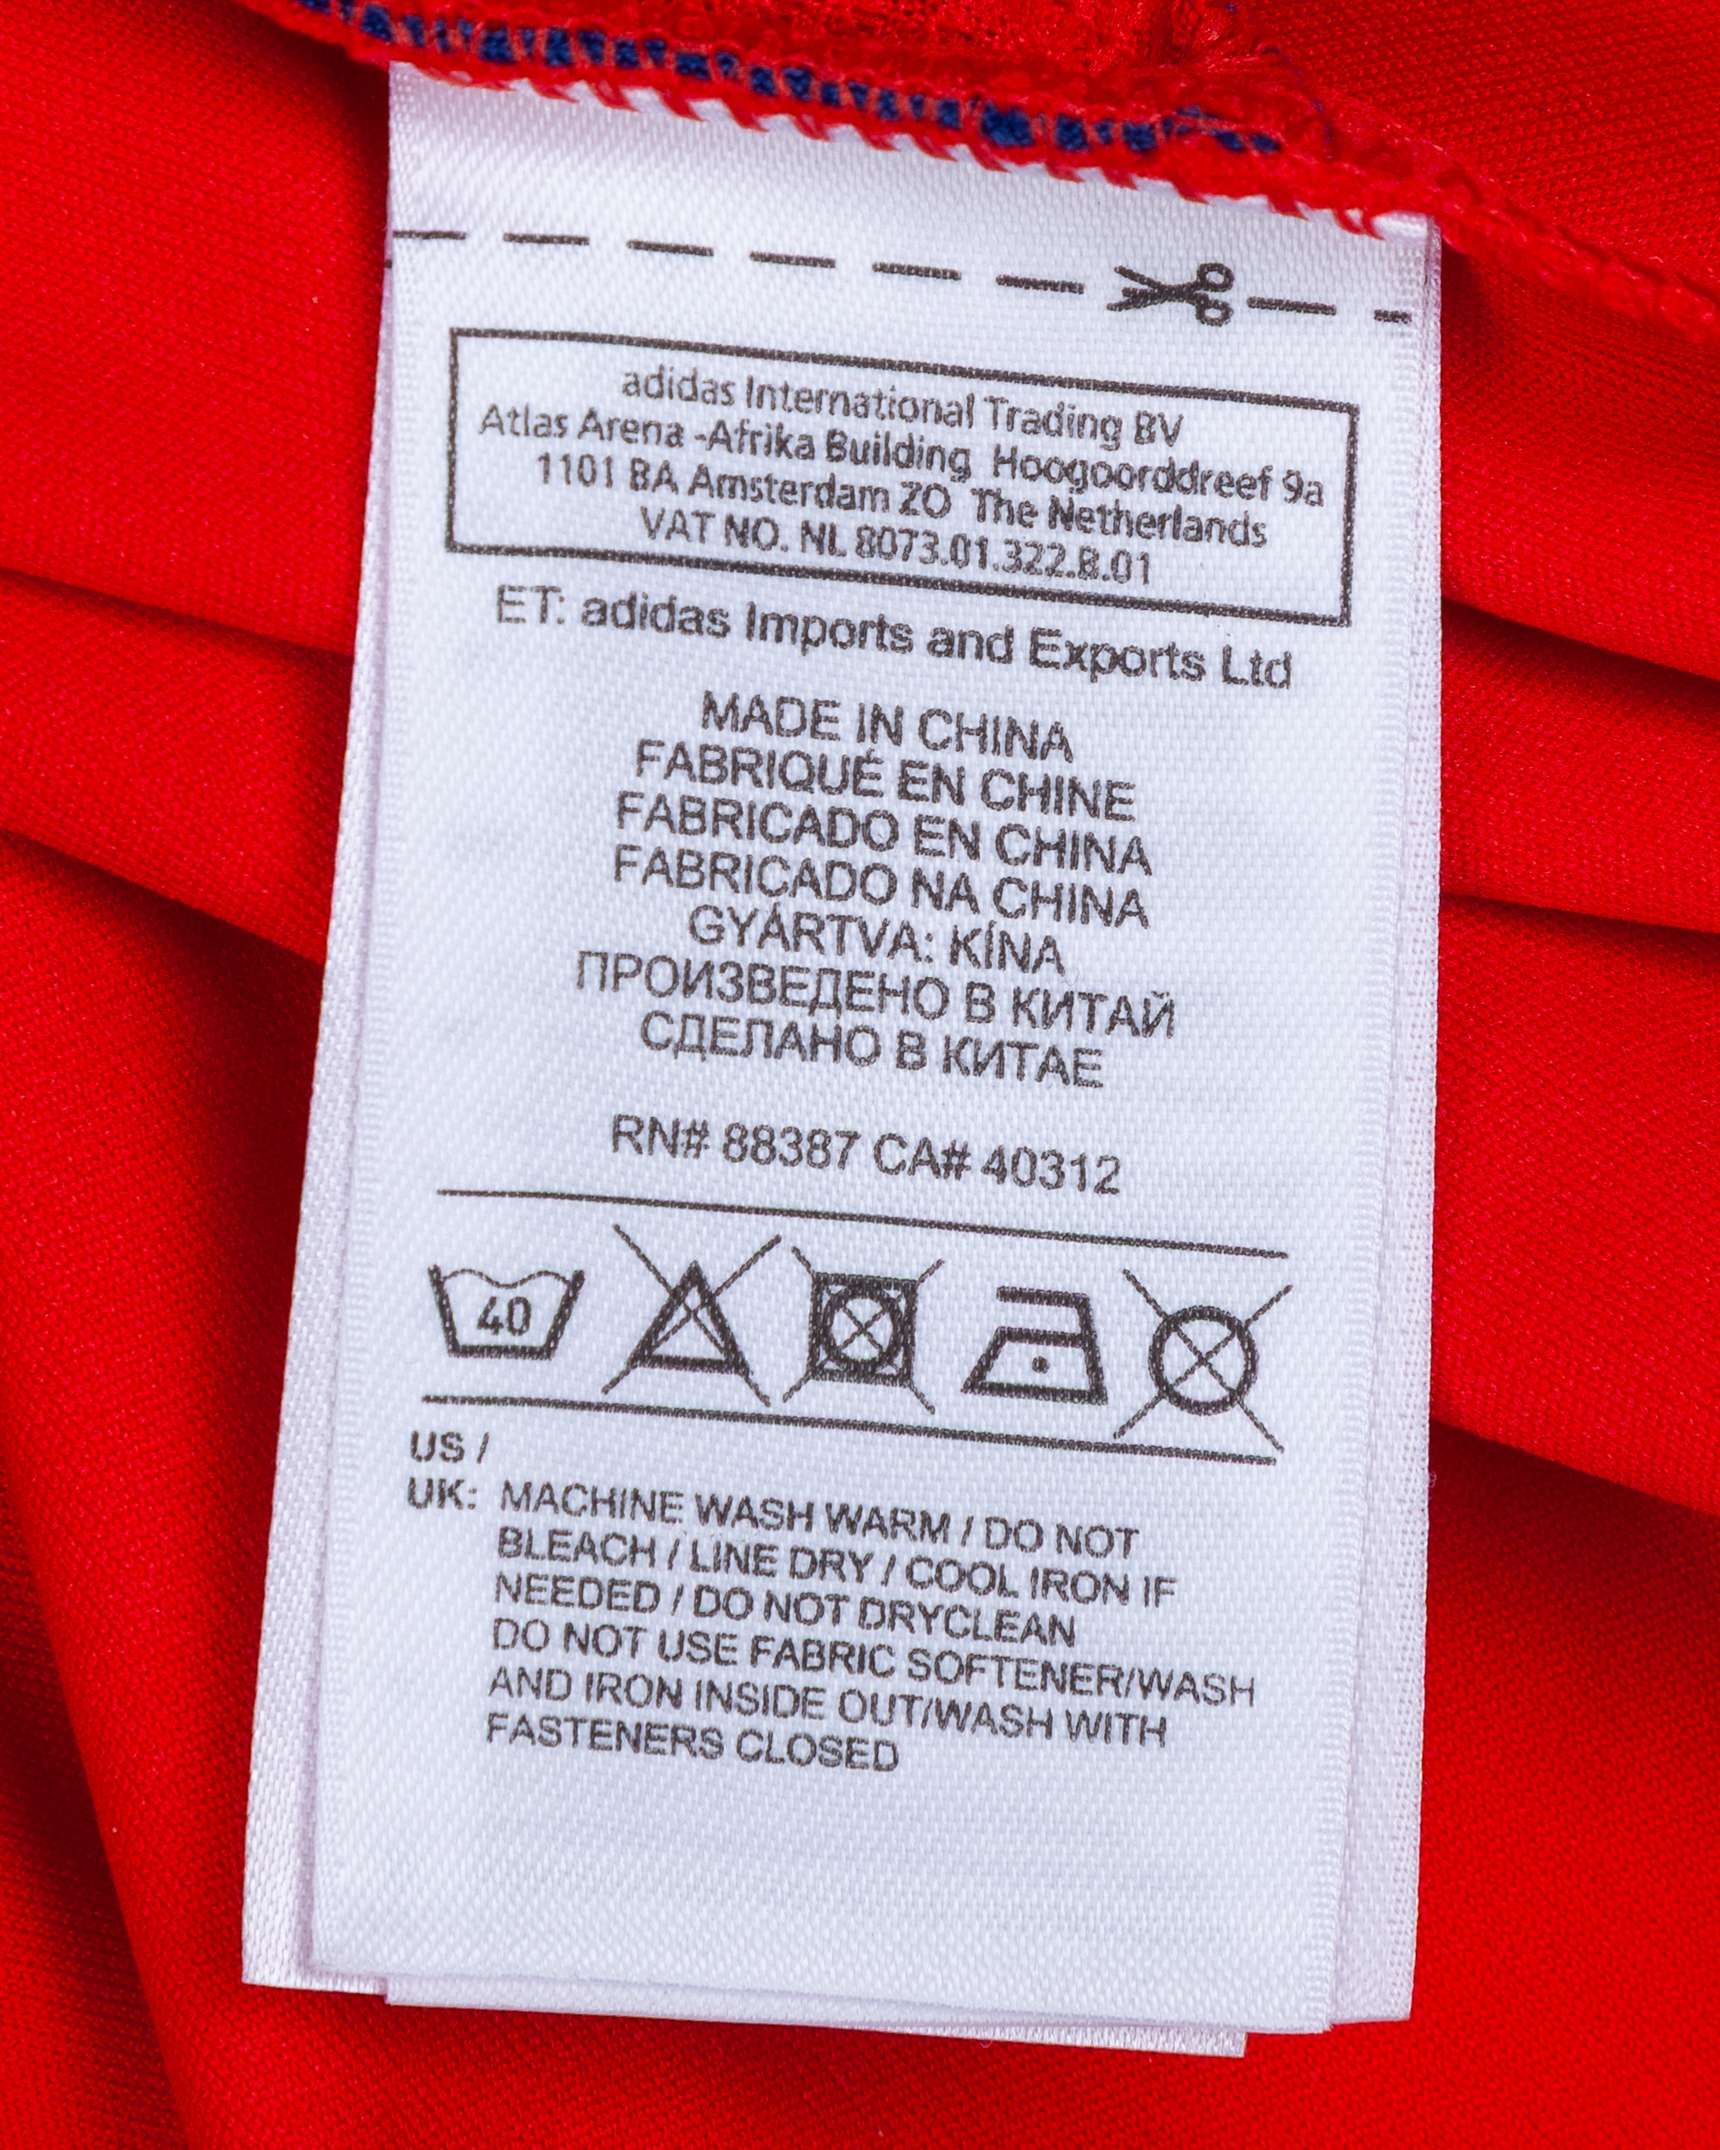 adidas International Trading BV
Atlas Arena -Afrika Building Hoogoorddreef 9a
1101 BA Amsterdam ZO The Netherlands
VAT NO. NL 8073.01.322.B.01
ET: adidas Imports and Exports Ltd
MADE IN CHINA
FABRIQUÉ EN CHINE
FABRICADO EN CHINA
FABRICADO NA CHINA
GYÁRTVA: KÍNA
ПРОИЗВЕДЕНО В КИТАЙ
СДЕЛАНО В КИТАЕ
RN# 88387 CA# 40312
40
US /
UK: MACHINE WASH WARM / DO NOT
BLEACH / LINE DRY / COOL IRON IF
NEEDED / DO NOT DRYCLEAN
DO NOT USE FABRIC SOFTENER/WASH
AND IRON INSIDE OUT/WASH WITH
FASTENERS CLOSED